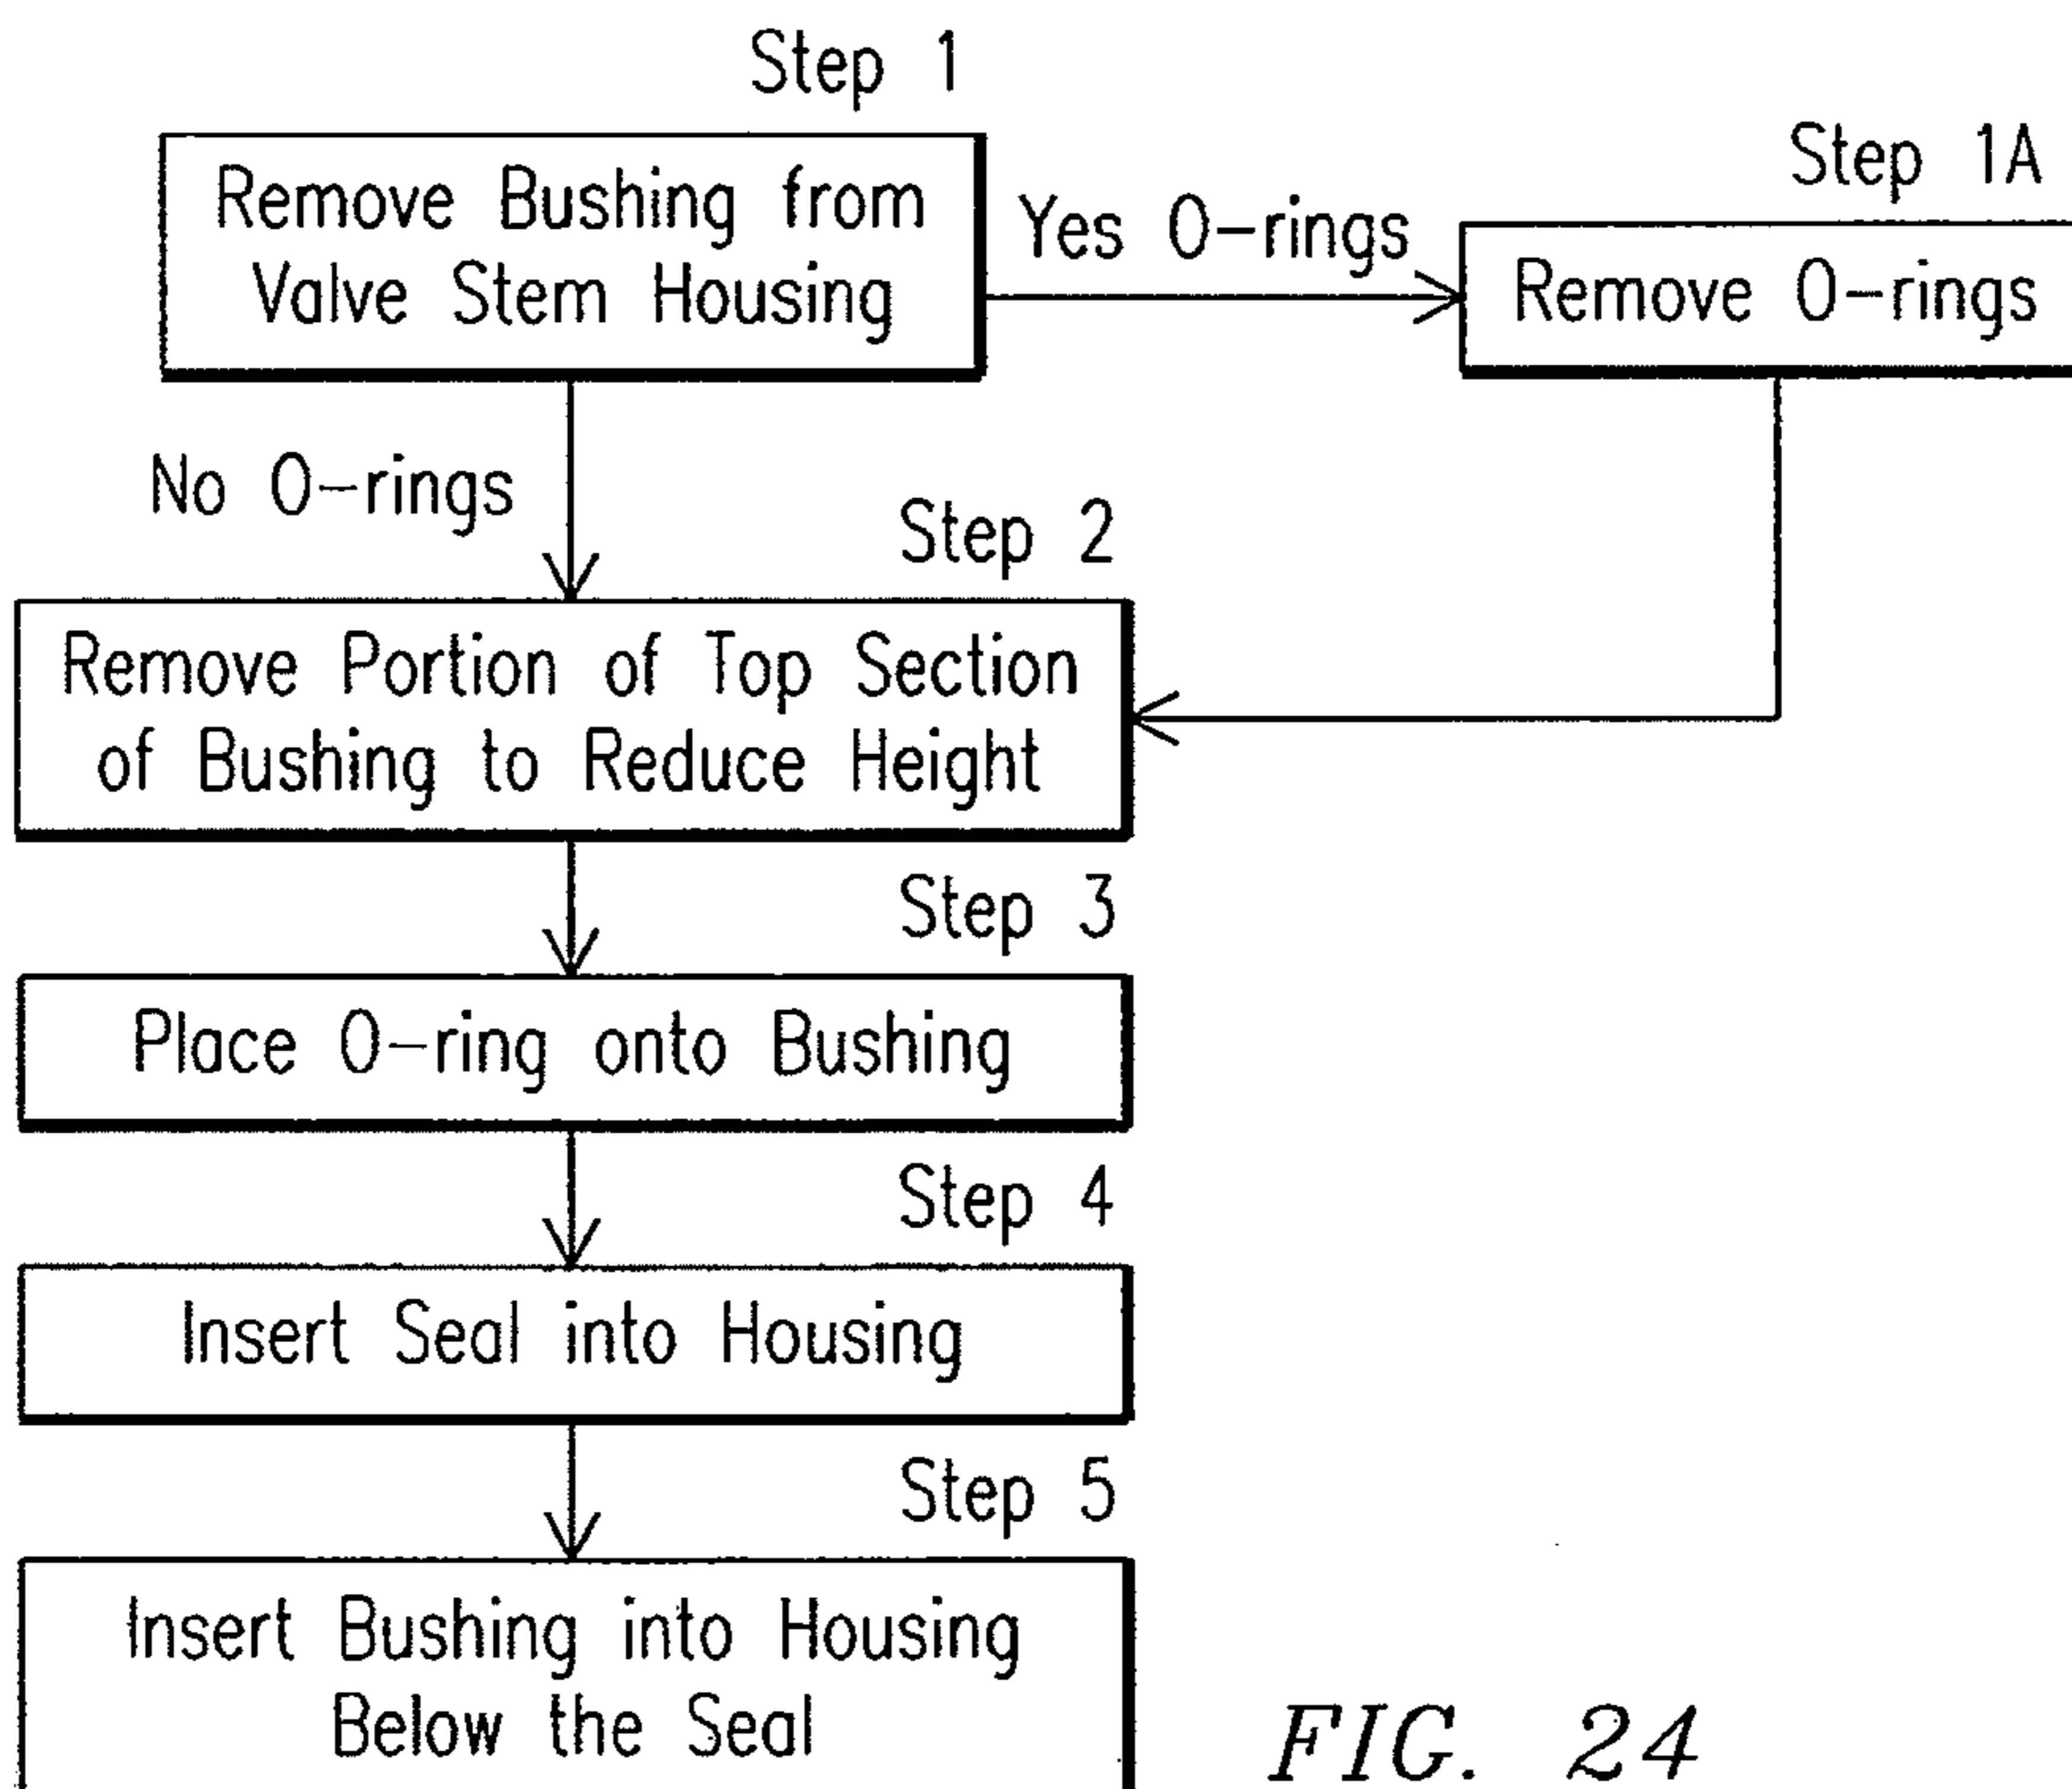 Step 1
Remove Bushing from
Valve Stem Housing
Yes O-rings
Step 1A
Remove O-rings
No O-rings
Step 2
Remove Portion of Top Section
of Bushing to Reduce Height
Step 3
Place O-ring onto Bushing
Step 4
Insert Seal into Housing
Step 5
Insert Bushing into Housing
Below the Seal
FIG. 24